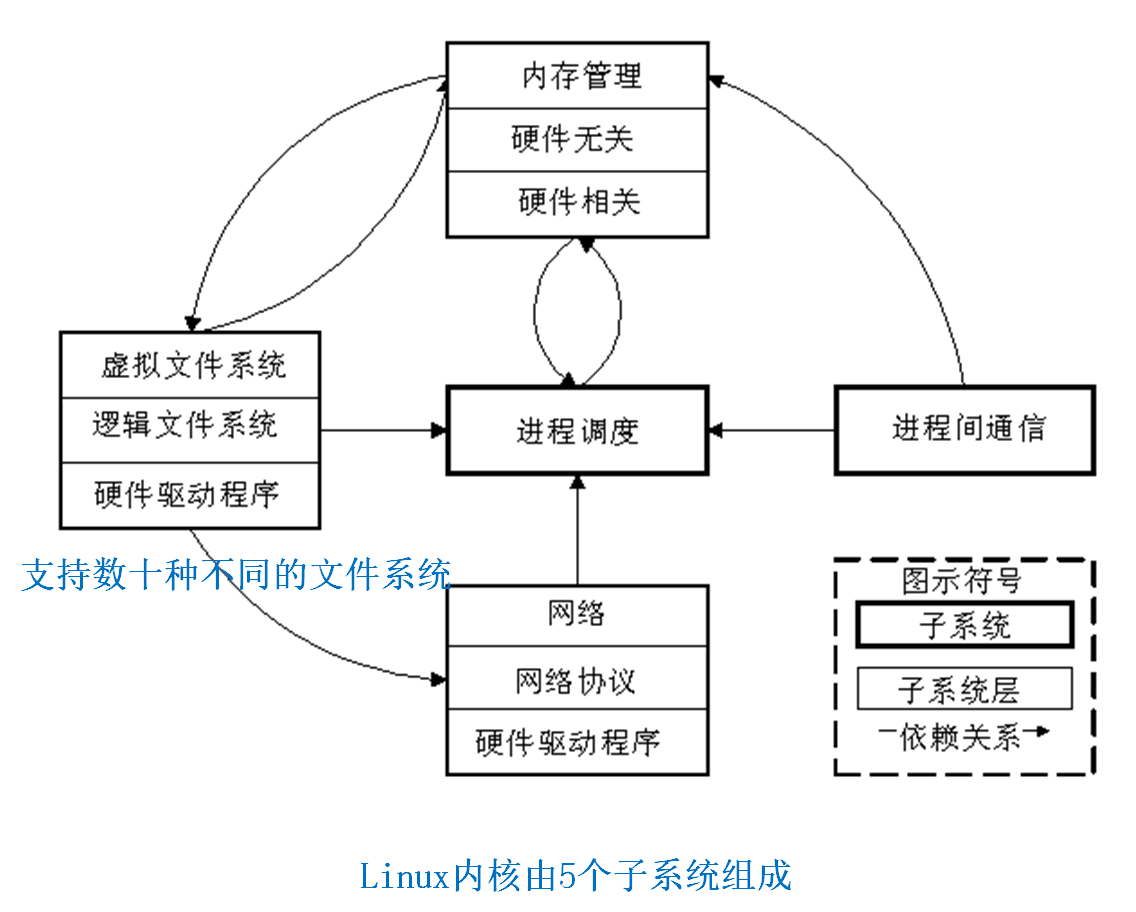 内存管理
硬件无关
硬件相关
虚拟文件系统
逻辑文件系统
硬件驱动程序
进程调度
进程间通信
支持数十种不同的文件系统
网络
网络协议
硬件驱动程序
图示符号
子系统
子系统层
依赖关系
Linux内核由5个子系统组成